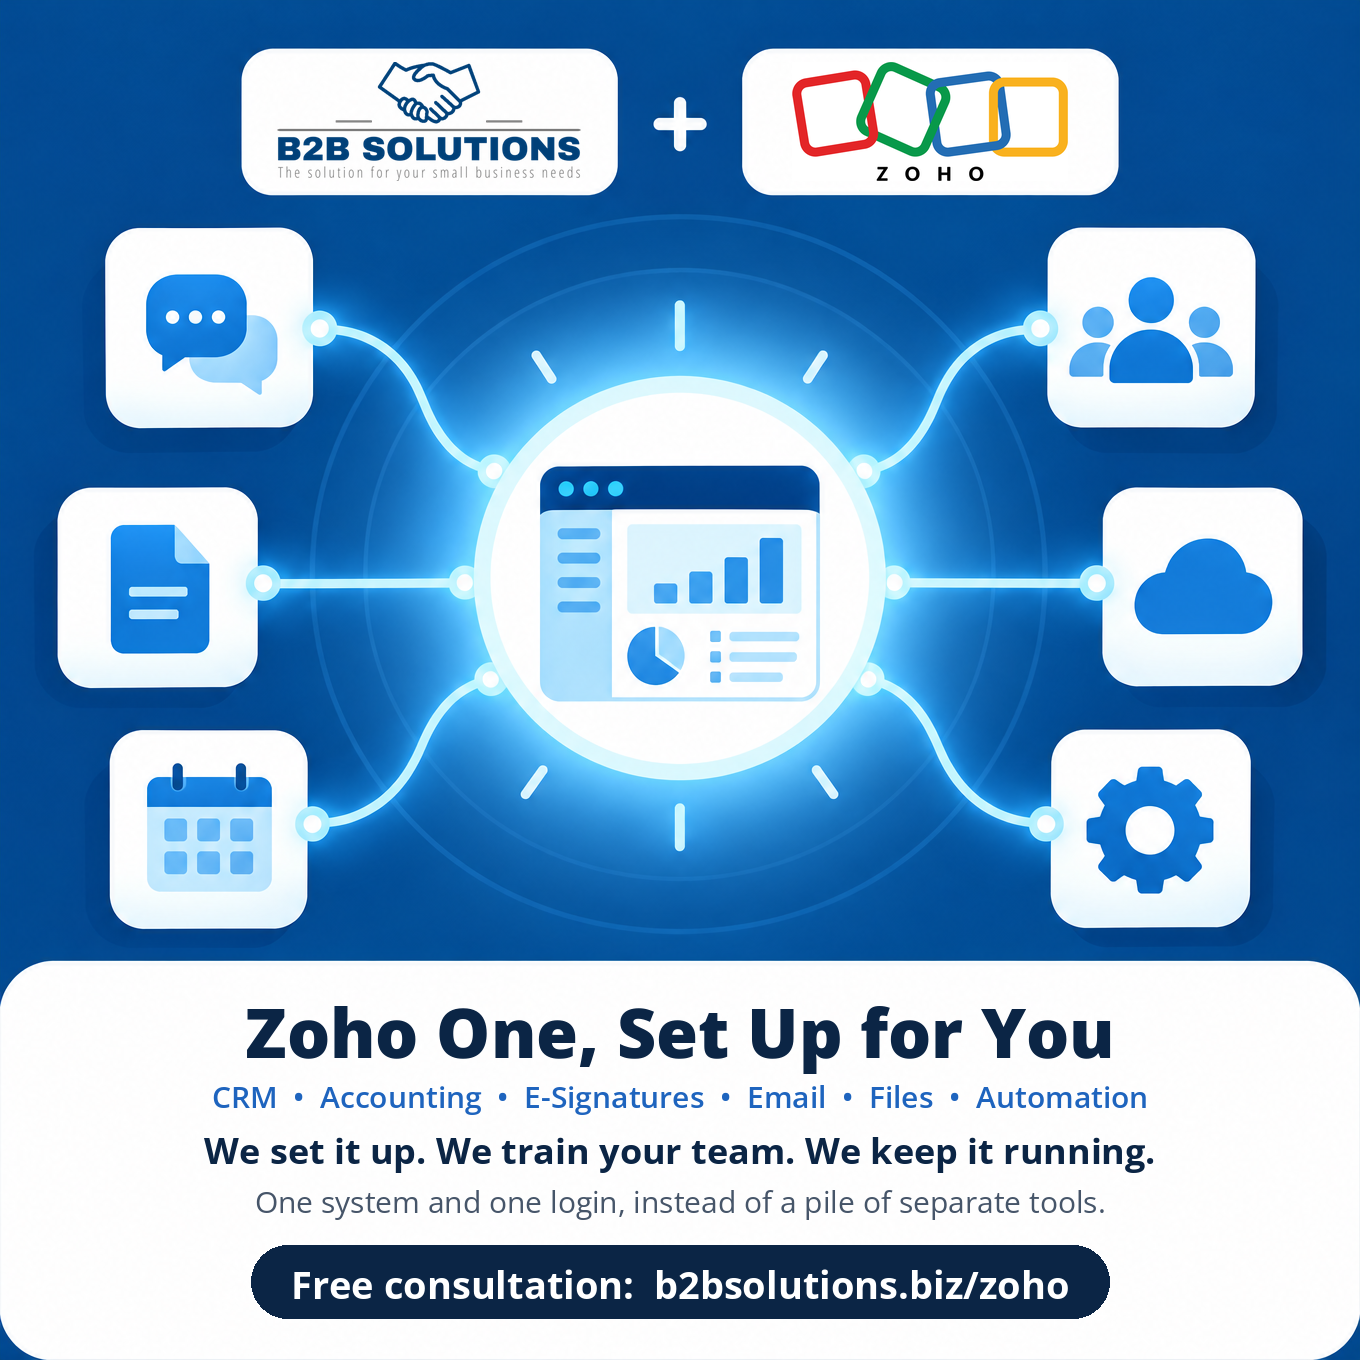 B2B SOLUTIONS
The solution for your small business needs
ZOHO
Zoho One, Set Up for You
CRM • Accounting • E-Signatures • Email • Files • Automation
We set it up. We train your team. We keep it running.
One system and one login, instead of a pile of separate tools.
Free consultation: b2bsolutions.biz/zoho